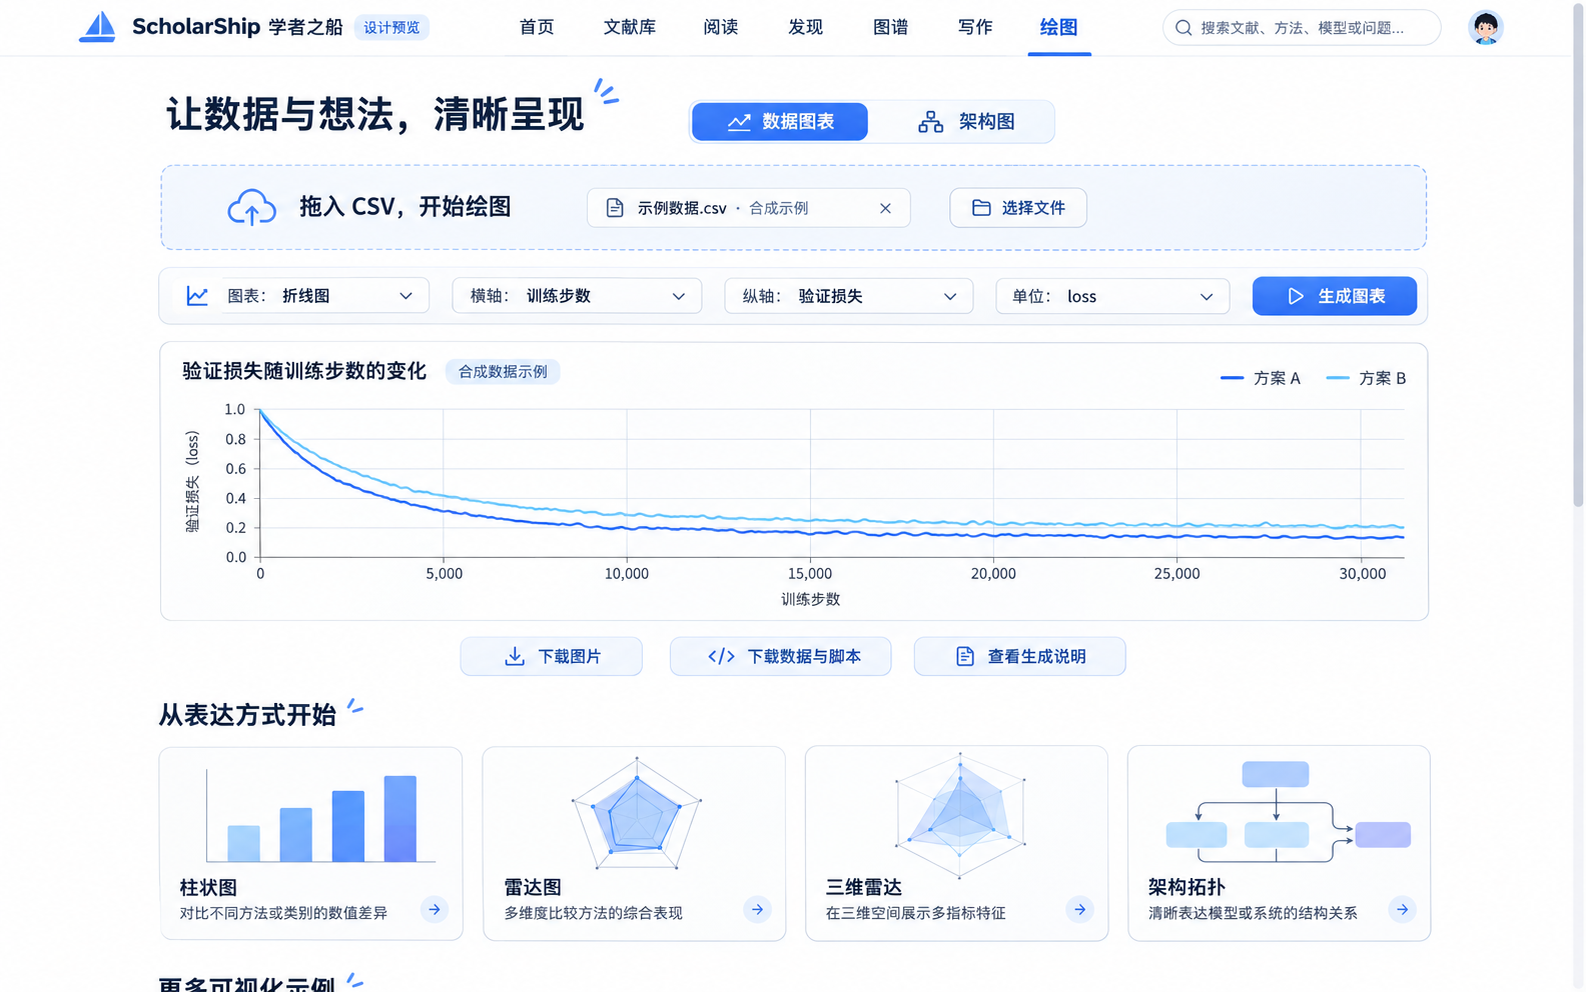 ScholarShip 学者之船 设计预览 首页 文献库 阅读 发现 图谱 写作 绘图 搜索文献、方法、模型或问题...
让数据与想法，清晰呈现
数据图表 架构图
拖入 CSV，开始绘图 示例数据.csv · 合成示例 选择文件
图表： 折线图 横轴： 训练步数 纵轴： 验证损失 单位： loss 生成图表
验证损失随训练步数的变化 合成数据示例
方案 A 方案 B
验证损失（loss）
1.0
0.8
0.6
0.4
0.2
0.0
0 5,000 10,000 15,000 20,000 25,000 30,000
训练步数
下载图片 下载数据与脚本 查看生成说明
从表达方式开始
柱状图
对比不同方法或类别的数值差异
雷达图
多维度比较方法的综合表现
三维雷达
在三维空间展示多指标特征
架构拓扑
清晰表达模型或系统的结构关系
更多可视化示例